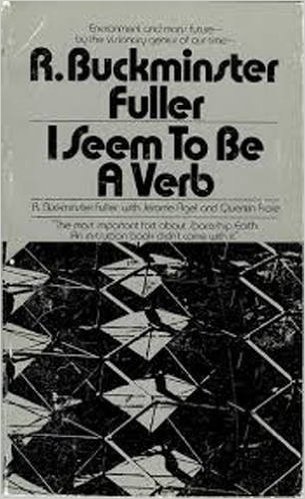 Environment and man's future—
by the visionary genius of our time—
R. Buckminster
Fuller
I Seem To Be
A Verb
R. Buckminster Fuller with Jerome Agel and Quentin Fiore
"The most important fact about Spaceship Earth:
An instruction book didn't come with it."